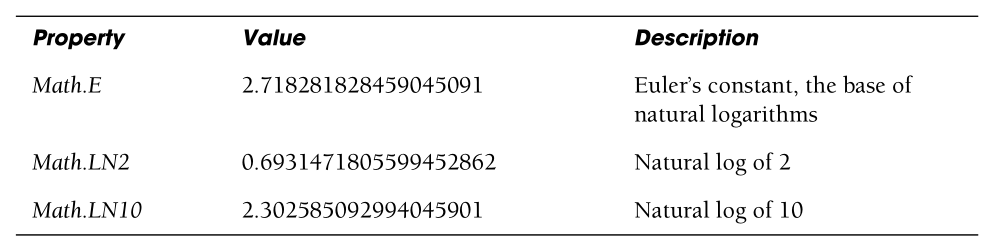 Property Value Description
Math.E 2.718281828459045091 Euler's constant, the base of
natural logarithms
Math.LN2 0.6931471805599452862 Natural log of 2
Math.LN10 2.302585092994045901 Natural log of 10